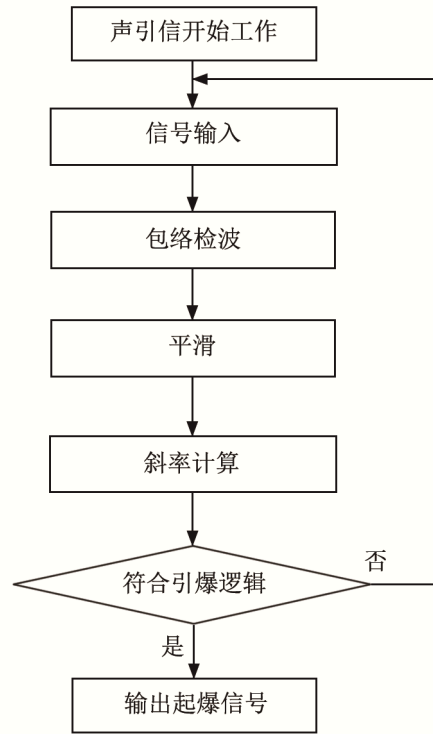 声引信开始工作
信号输入
包络检波
平滑
斜率计算
符合引爆逻辑
否
是
输出起爆信号